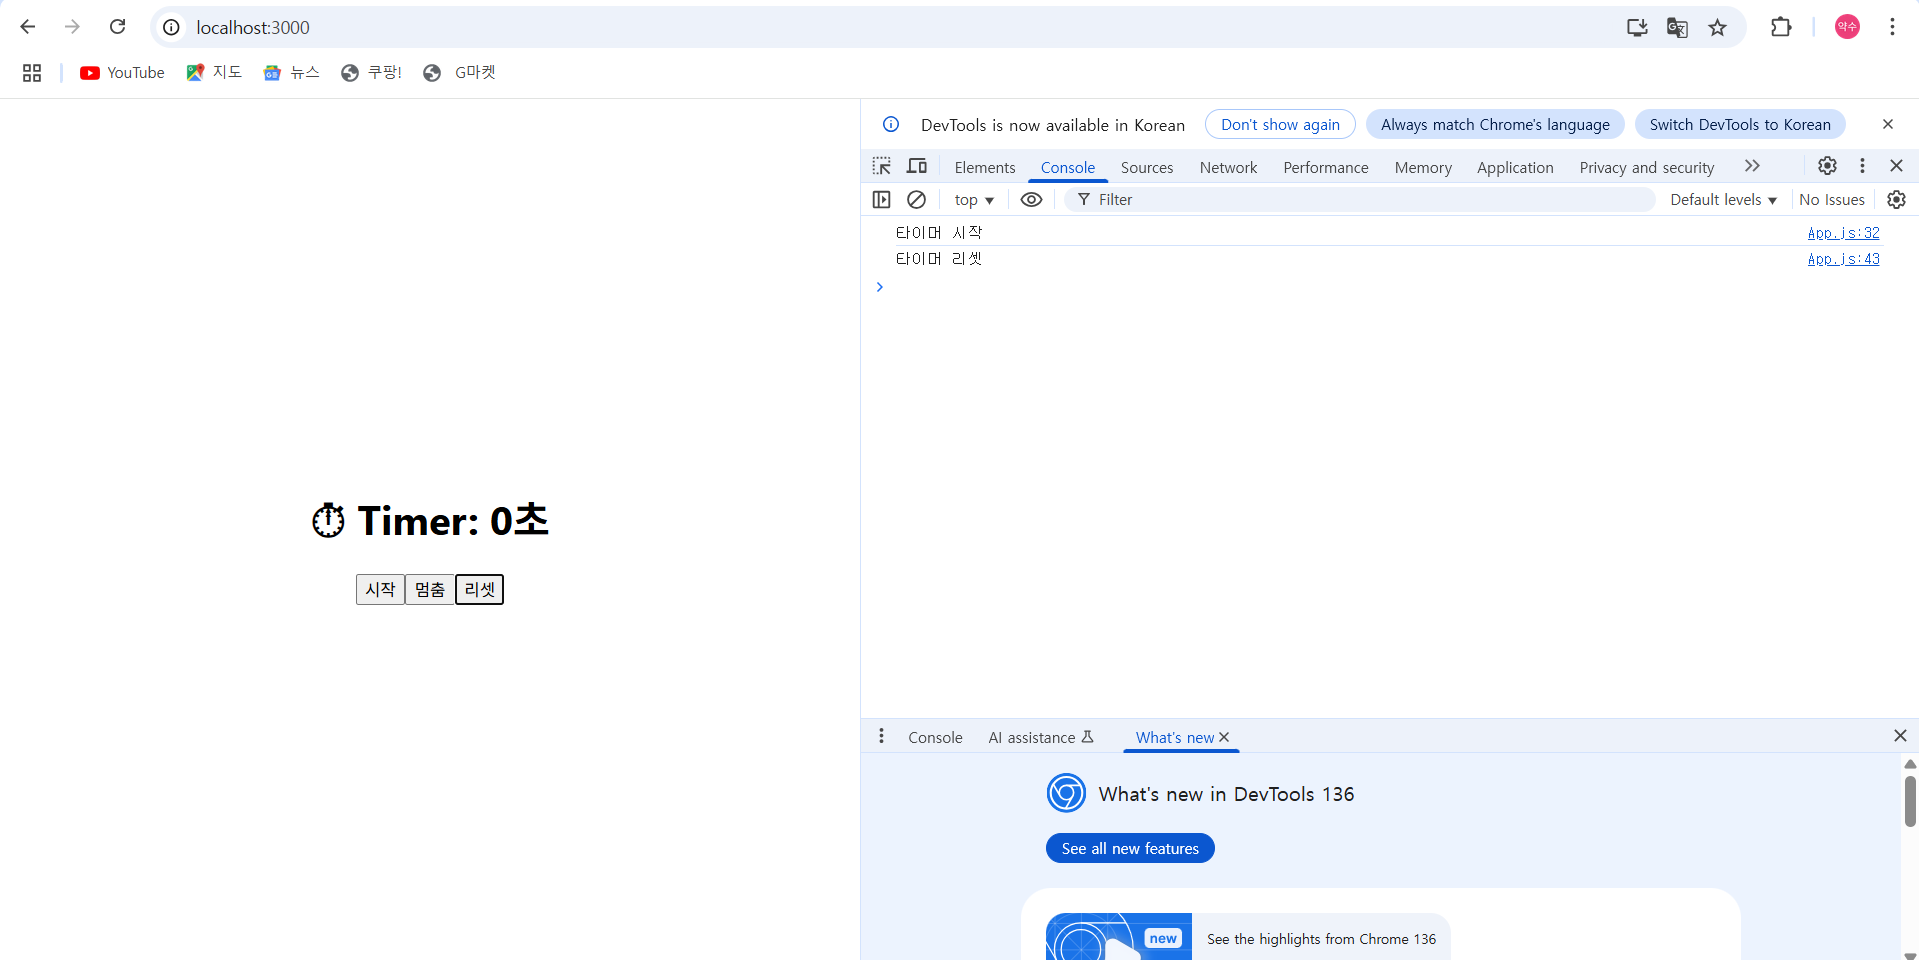 localhost:3000
약수
YouTube 지도 뉴스 쿠팡! G마켓
DevTools is now available in Korean Don't show again Always match Chrome's language Switch DevTools to Korean
Elements Console Sources Network Performance Memory Application Privacy and security
top Filter Default levels No Issues
타이머 시작 App.js:32
타이머 리셋 App.js:43
⏱ Timer: 0초
시작 멈춤 리셋
Console AI assistance What's new
What's new in DevTools 136
See all new features
new
See the highlights from Chrome 136